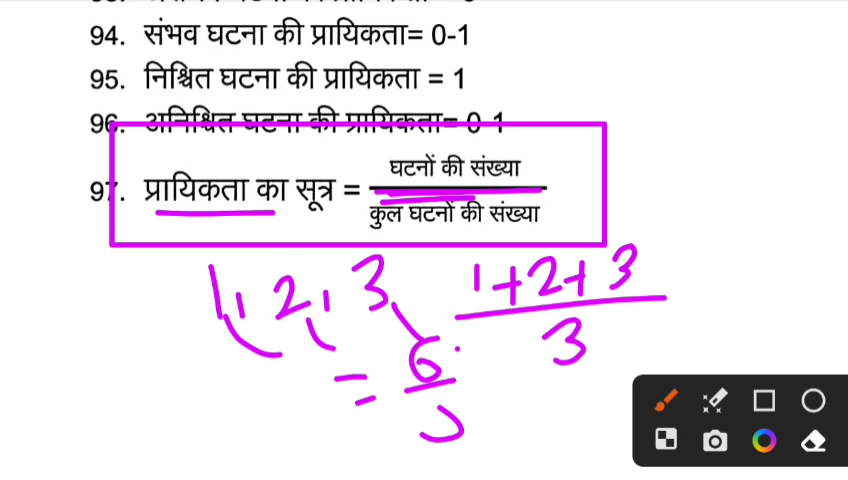 94. संभव घटना की प्रायिकता= 0-1
95. निश्चित घटना की प्रायिकता = 1
96. अनिश्चित घटना की प्रायिकता= 0-1
97. प्रायिकता का सूत्र = घटनों की संख्या
कुल घटनों की संख्या
1, 2, 3
1+2+3
3
= 6